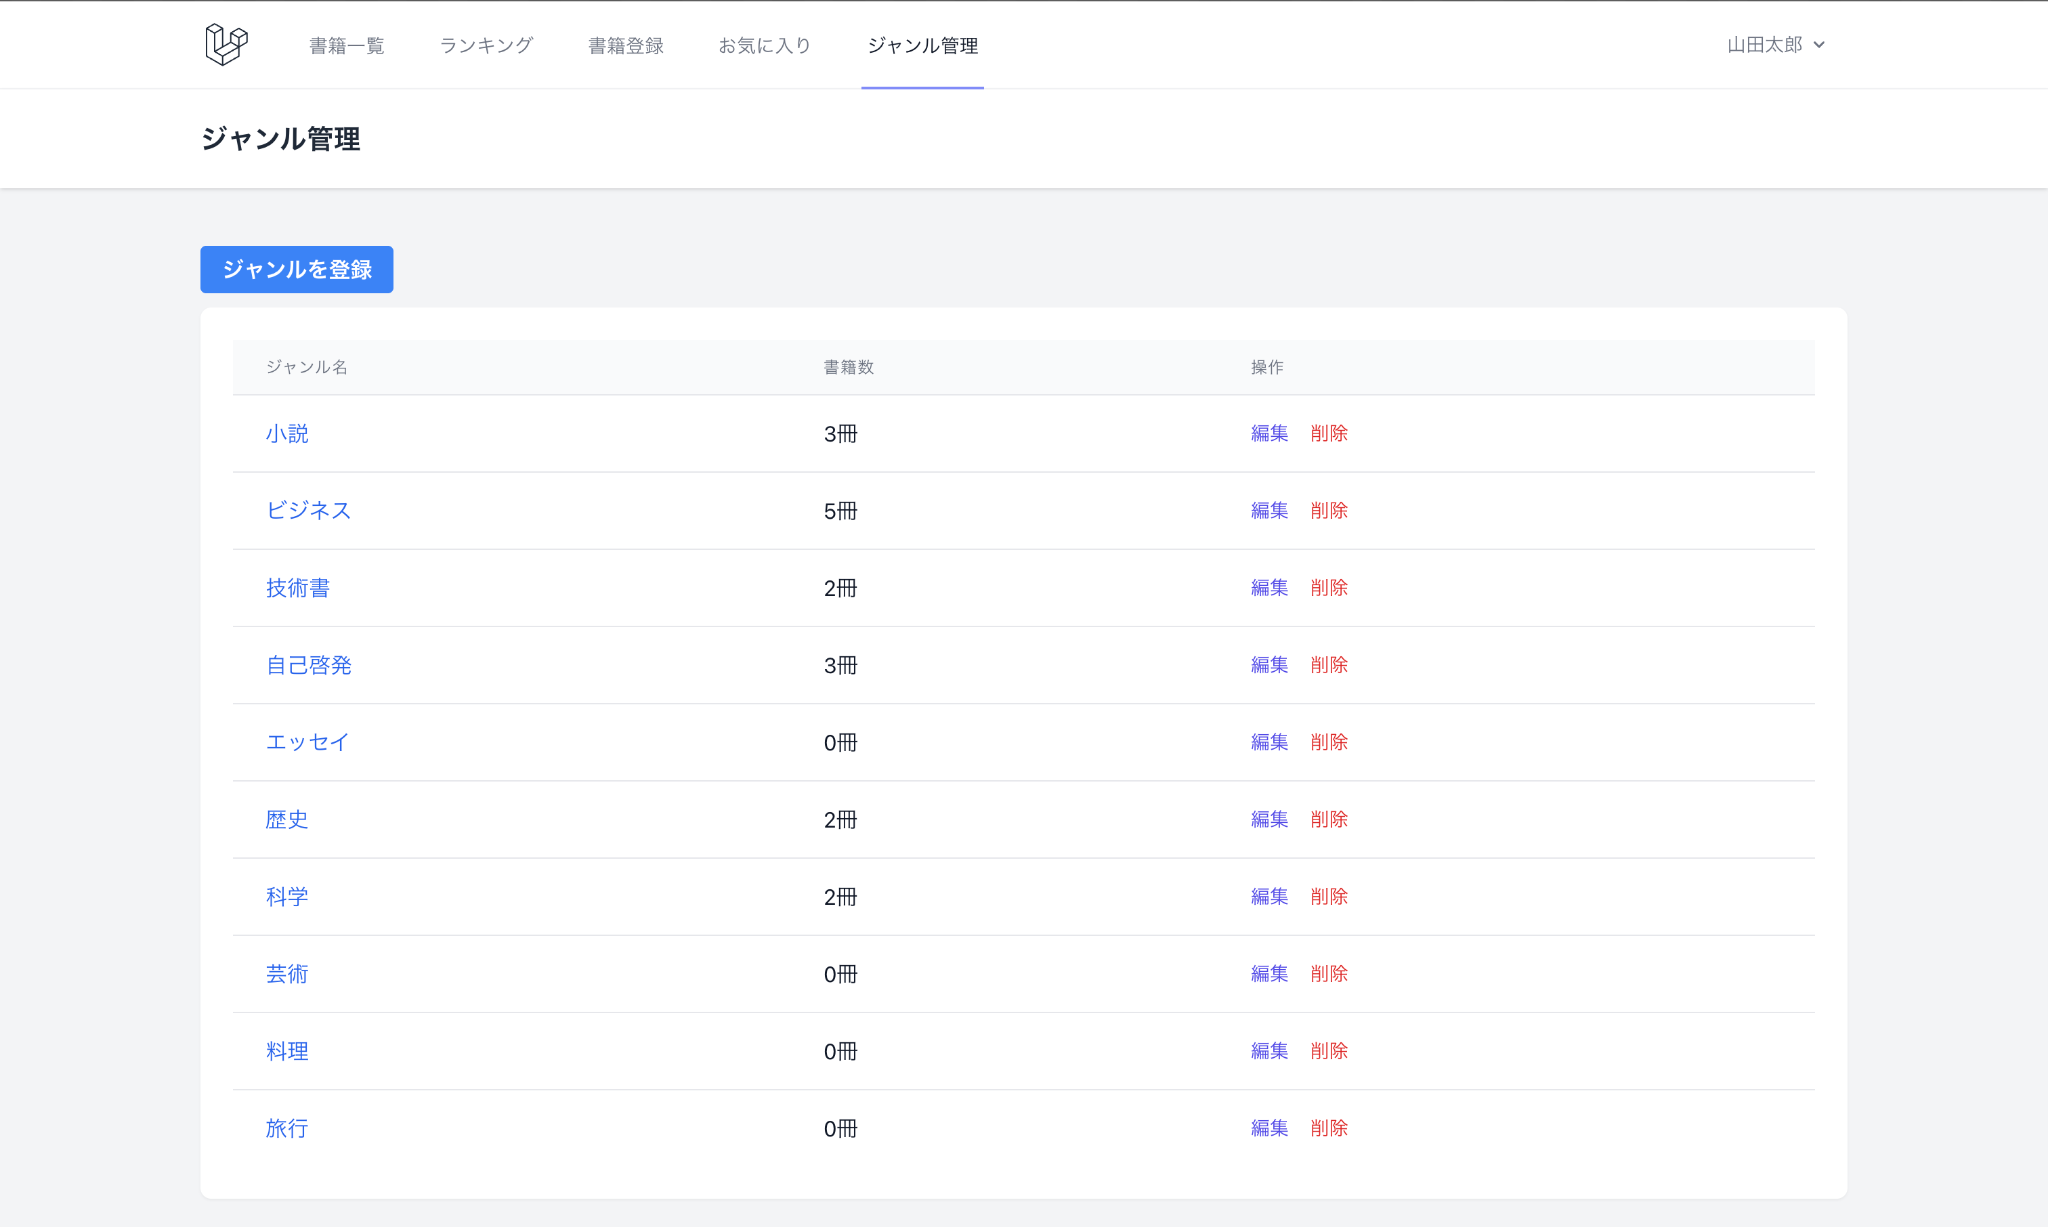 書籍一覧 ランキング 書籍登録 お気に入り ジャンル管理 山田太郎
ジャンル管理
ジャンルを登録
ジャンル名 書籍数 操作
小説 3冊 編集 削除
ビジネス 5冊 編集 削除
技術書 2冊 編集 削除
自己啓発 3冊 編集 削除
エッセイ 0冊 編集 削除
歴史 2冊 編集 削除
科学 2冊 編集 削除
芸術 0冊 編集 削除
料理 0冊 編集 削除
旅行 0冊 編集 削除